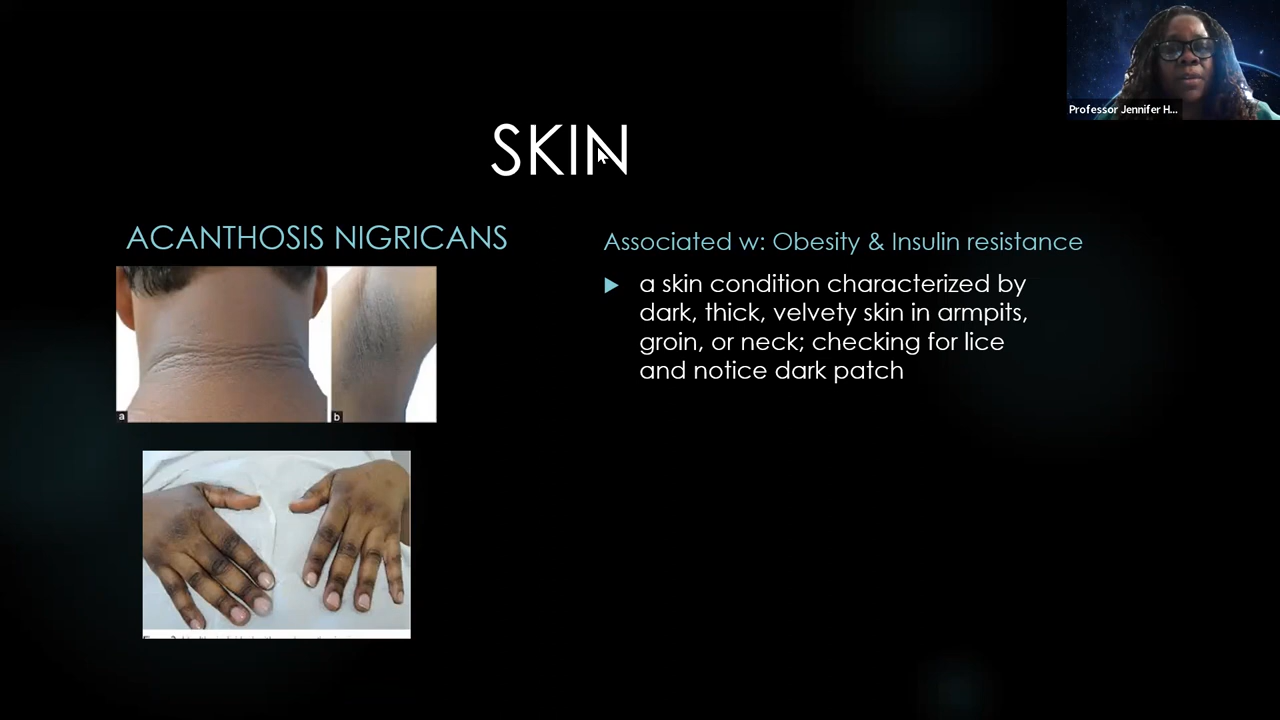 Professor Jennifer H...
SKIN
ACANTHOSIS NIGRICANS
a
b
Associated w: Obesity & Insulin resistance
a skin condition characterized by
dark, thick, velvety skin in armpits,
groin, or neck; checking for lice
and notice dark patch